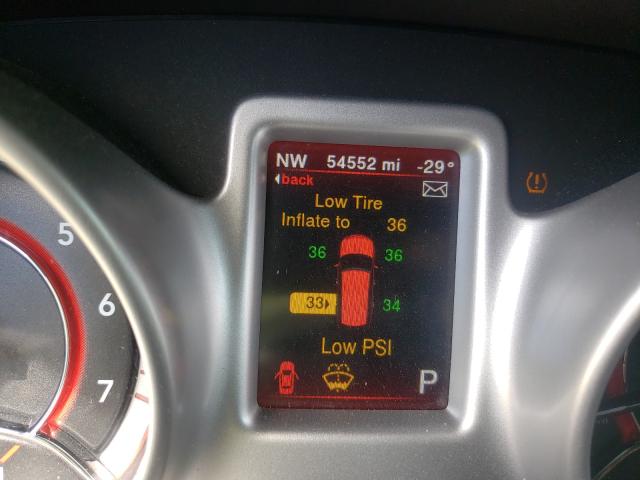 NW 54552 mi -29°
back
Low Tire
Inflate to 36
36 36
33 34
Low PSI
P
5
6
7